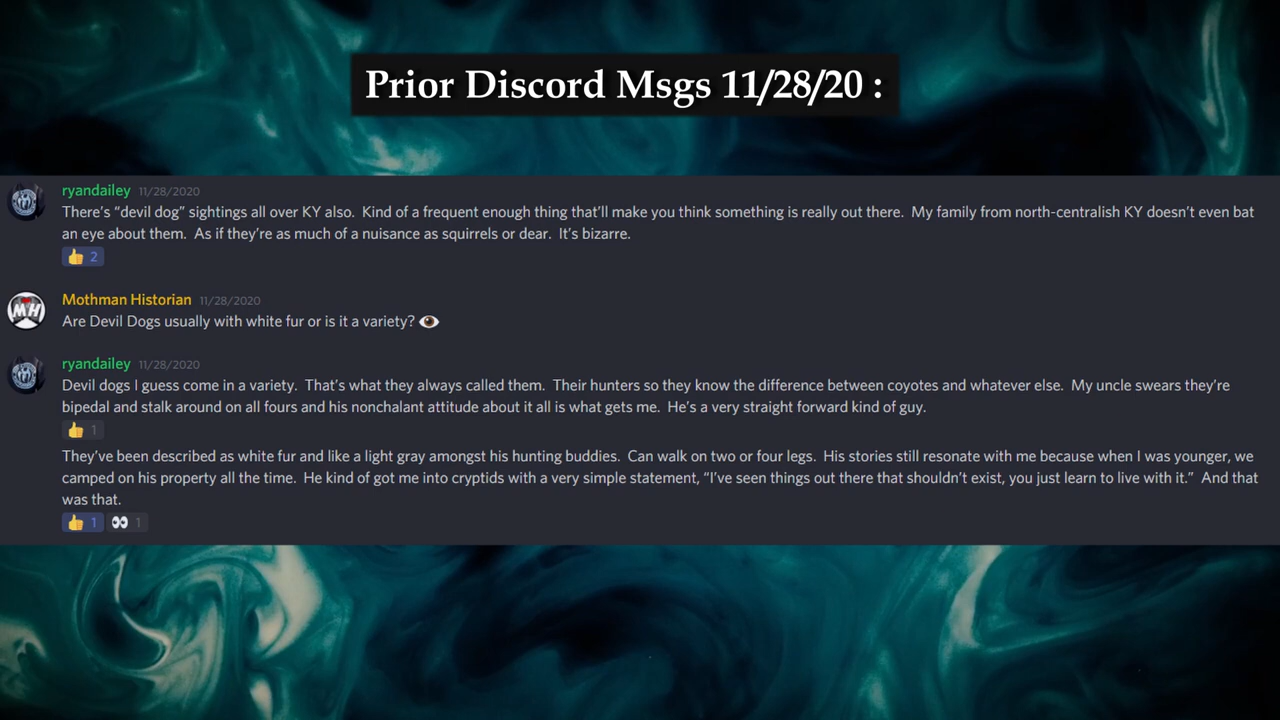 Prior Discord Msgs 11/28/20 :
ryandailey 11/28/2020
There's “devil dog” sightings all over KY also. Kind of a frequent enough thing that'll make you think something is really out there. My family from north-centralish KY doesn't even bat
an eye about them. As if they're as much of a nuisance as squirrels or dear. It's bizarre.
👍 2
MH
Mothman Historian 11/28/2020
Are Devil Dogs usually with white fur or is it a variety? 👁️
ryandailey 11/28/2020
Devil dogs I guess come in a variety. That's what they always called them. Their hunters so they know the difference between coyotes and whatever else. My uncle swears they're
bipedal and stalk around on all fours and his nonchalant attitude about it all is what gets me. He's a very straight forward kind of guy.
👍 1
They've been described as white fur and like a light gray amongst his hunting buddies. Can walk on two or four legs. His stories still resonate with me because when I was younger, we
camped on his property all the time. He kind of got me into cryptids with a very simple statement, “I've seen things out there that shouldn't exist, you just learn to live with it.” And that
was that.
👍 1 👀 1